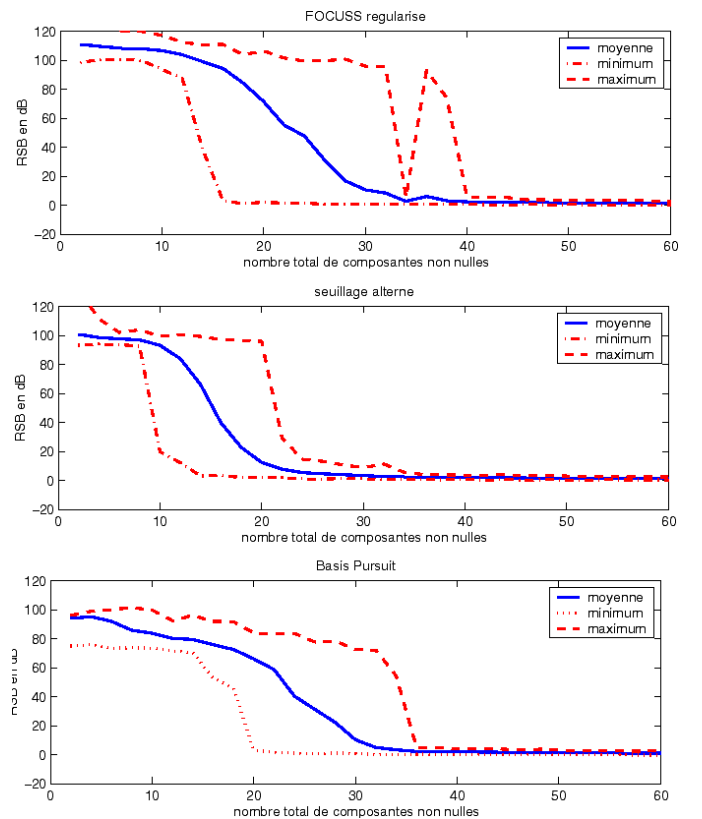 FOCUSS regularise
120
100
80
60
40
20
0
−20
RSB en dB
moyenne
minimum
maximum
0 10 20 30 40 50 60
nombre total de composantes non nulles
seuillage alterne
120
100
80
60
40
20
0
−20
RSB en dB
moyenne
minimum
maximum
0 10 20 30 40 50 60
nombre total de composantes non nulles
Basis Pursuit
120
100
80
60
40
20
0
−20
RSB en dB
moyenne
minimum
maximum
0 10 20 30 40 50 60
nombre total de composantes non nulles